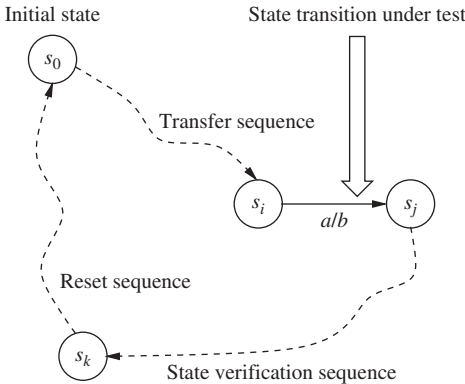 Initial state
State transition under test
s0
Transfer sequence
si
sj
a/b
Reset sequence
sk
State verification sequence